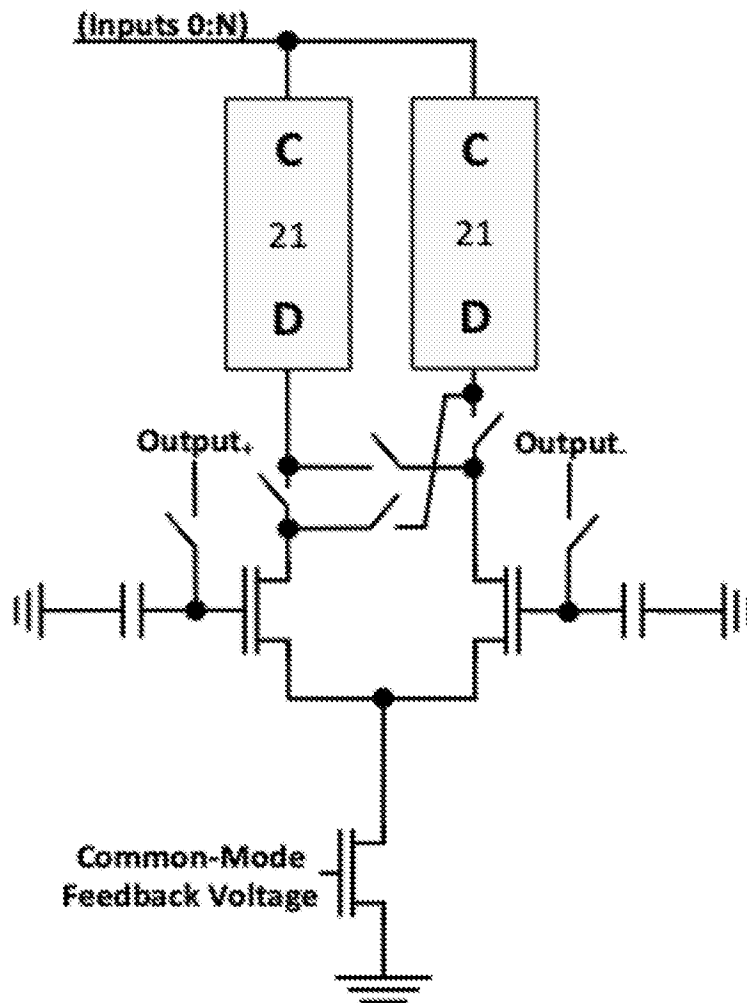 (Inputs 0:N)
C
21
D
C
21
D
Output₊
Output₋
Common-Mode
Feedback Voltage